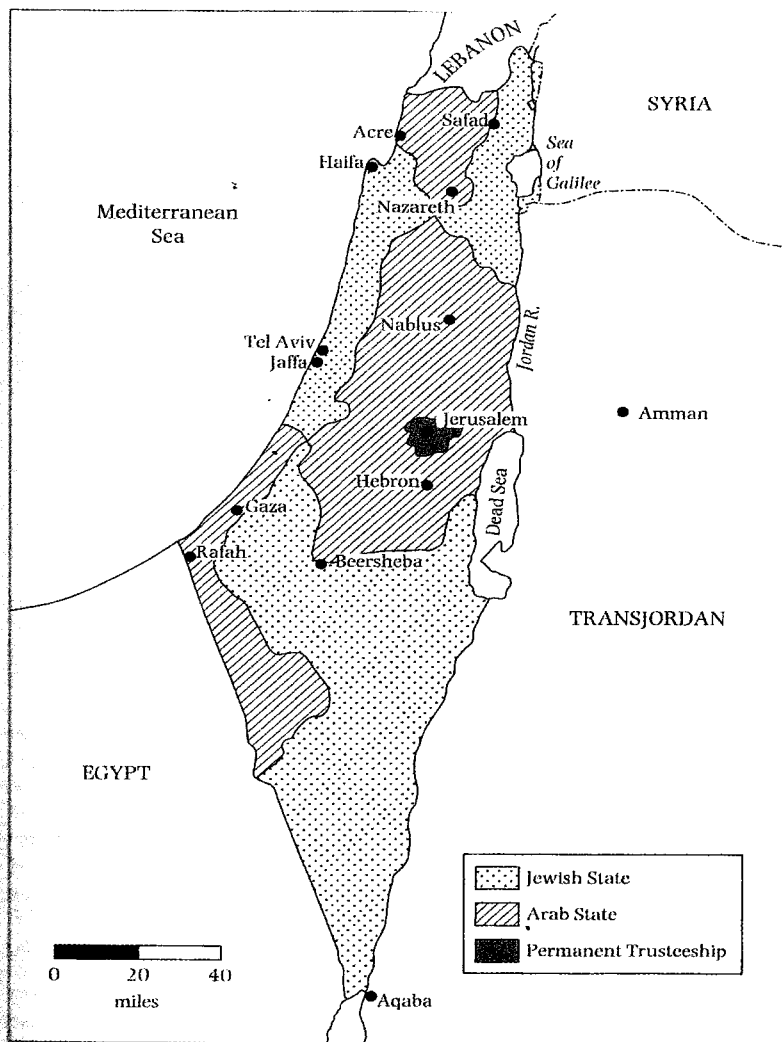 LEBANON
SYRIA
Safad
Acre
Sea
of
Galilee
Haifa
Nazareth
Mediterranean
Sea
Nablus
Jordan R.
Tel Aviv
Jaffa
Amman
Jerusalem
Hebron
Dead Sea
Gaza
Rafah
Beersheba
TRANSJORDAN
EGYPT
Jewish State
Arab State
Permanent Trusteeship
0 20 40
miles
Aqaba